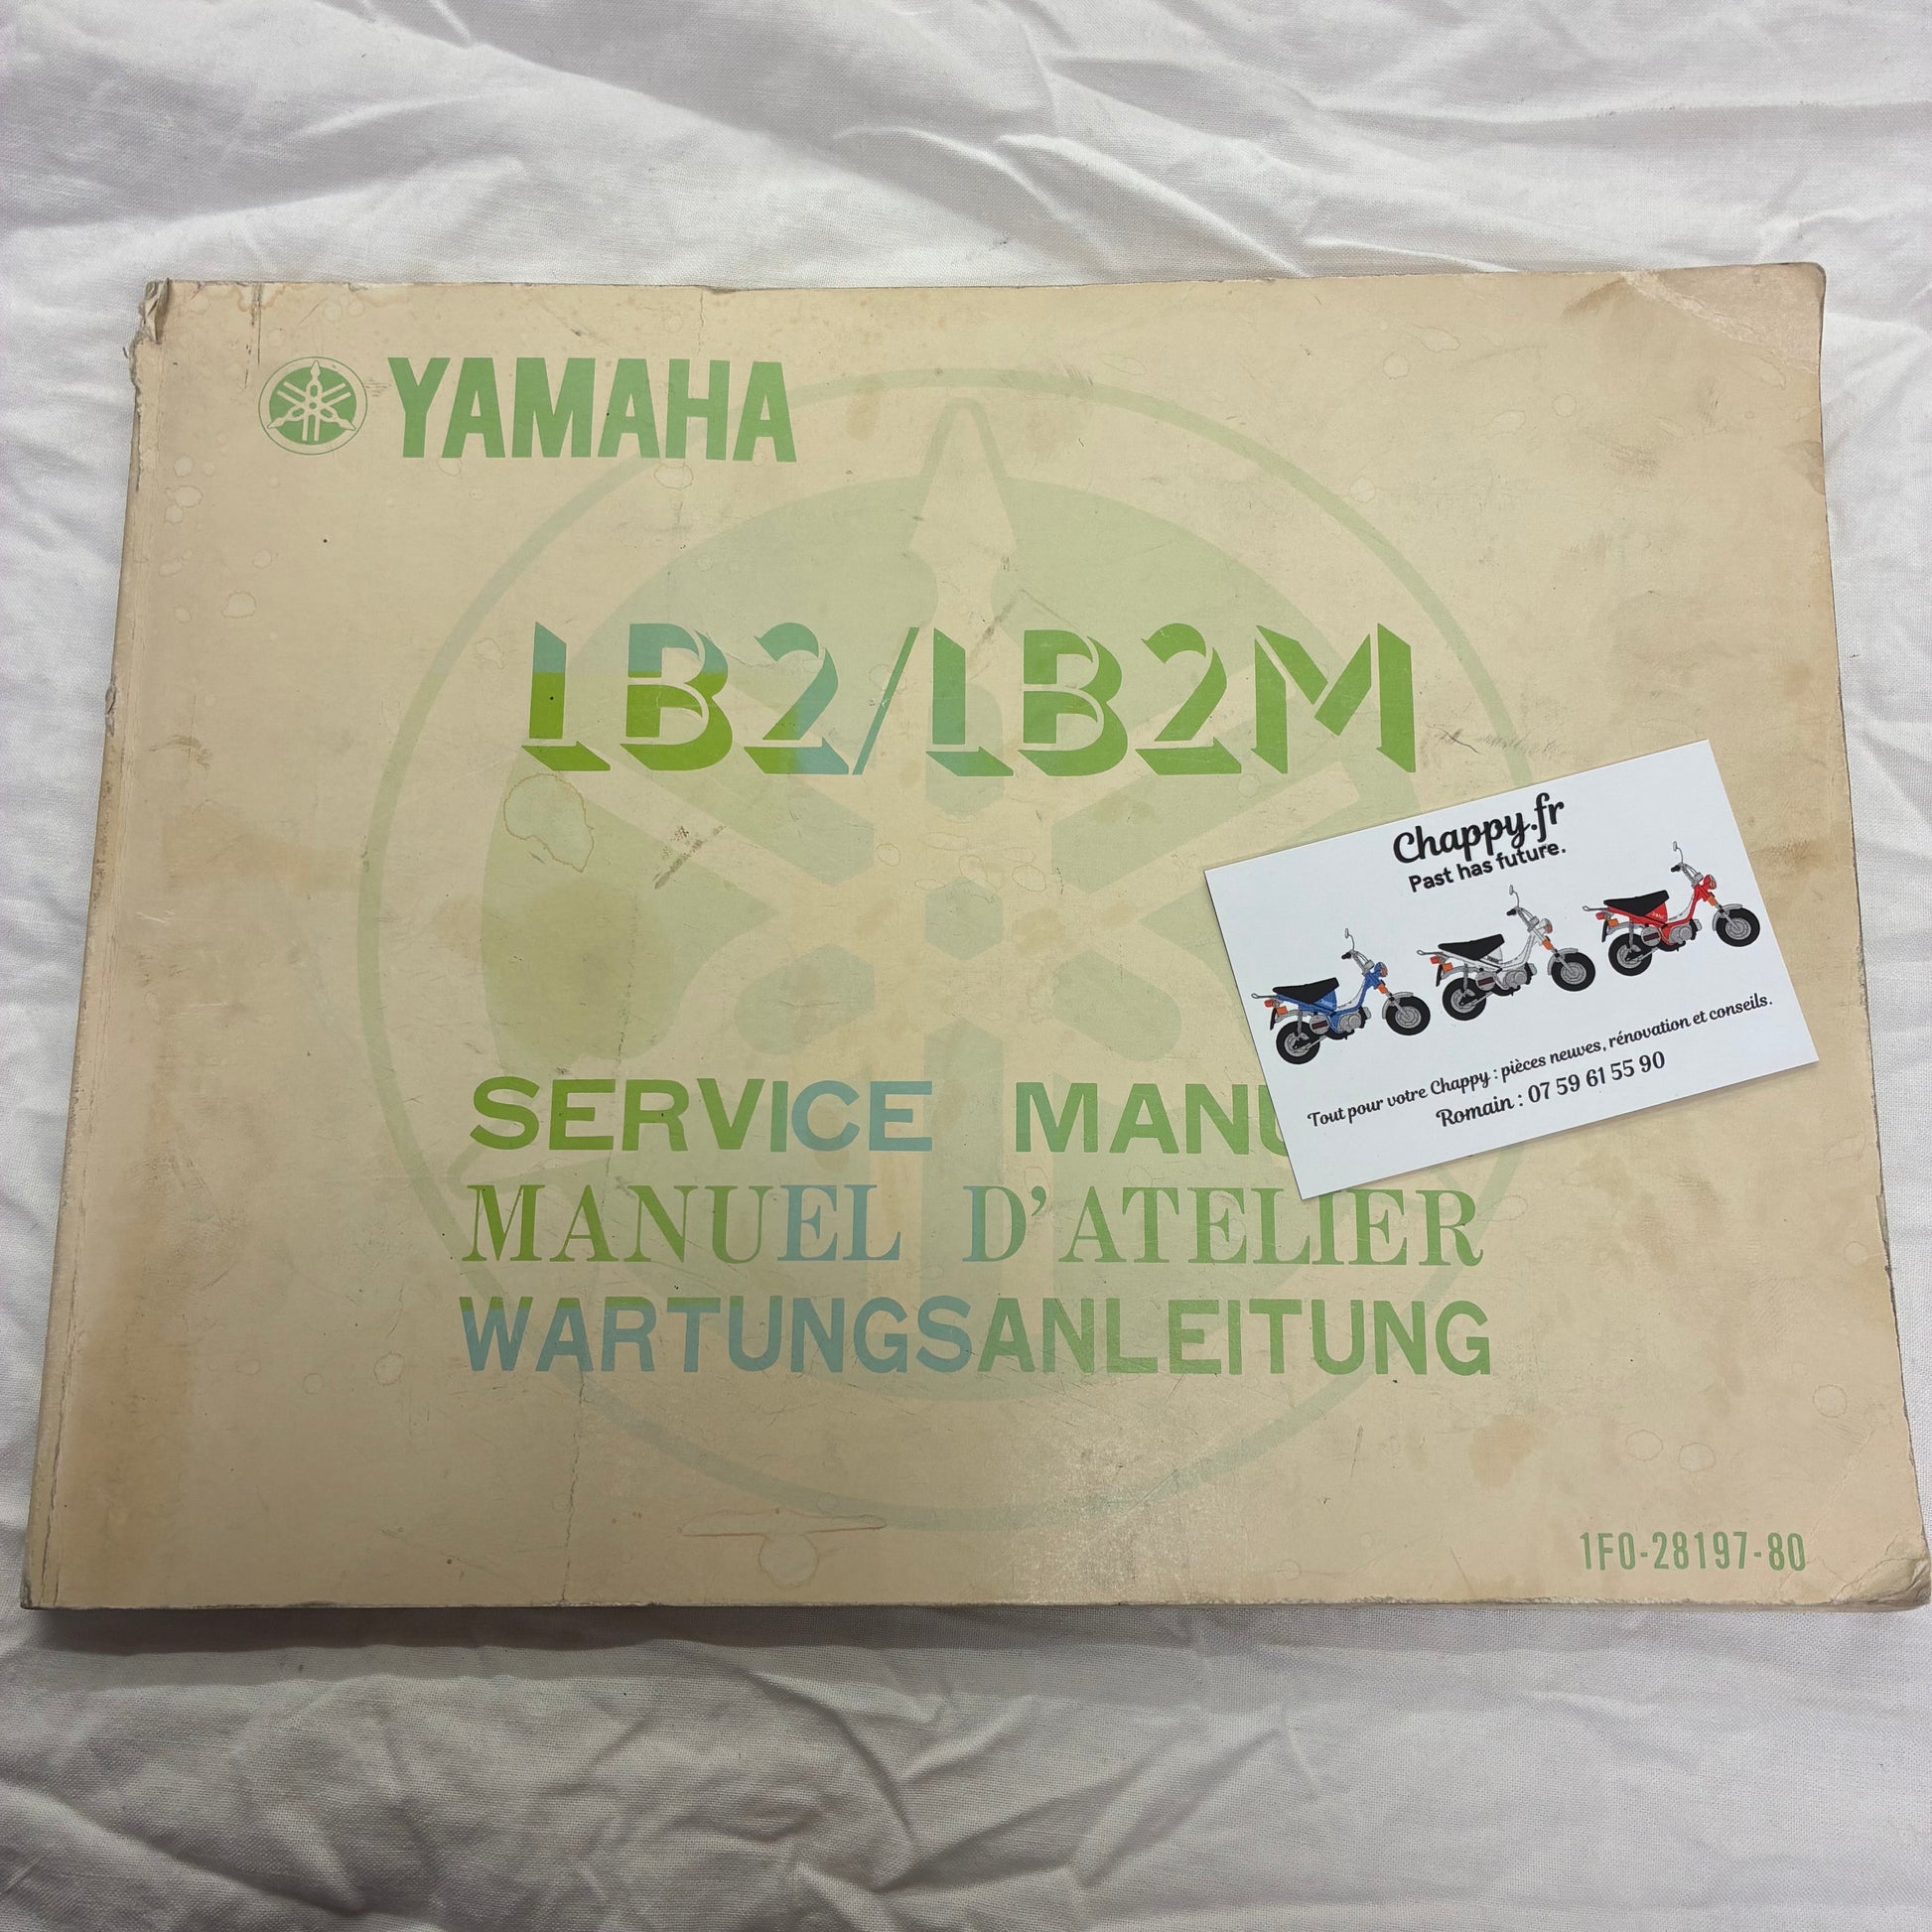 YAMAHA
LB2/LB2M
Chappy.fr
Past has future.
Tout pour votre Chappy : pièces neuves, rénovation et conseils.
Romain : 07 59 61 55 90
SERVICE
MANUEL D'ATELIER
WARTUNGSANLEITUNG
1F0-28197-80